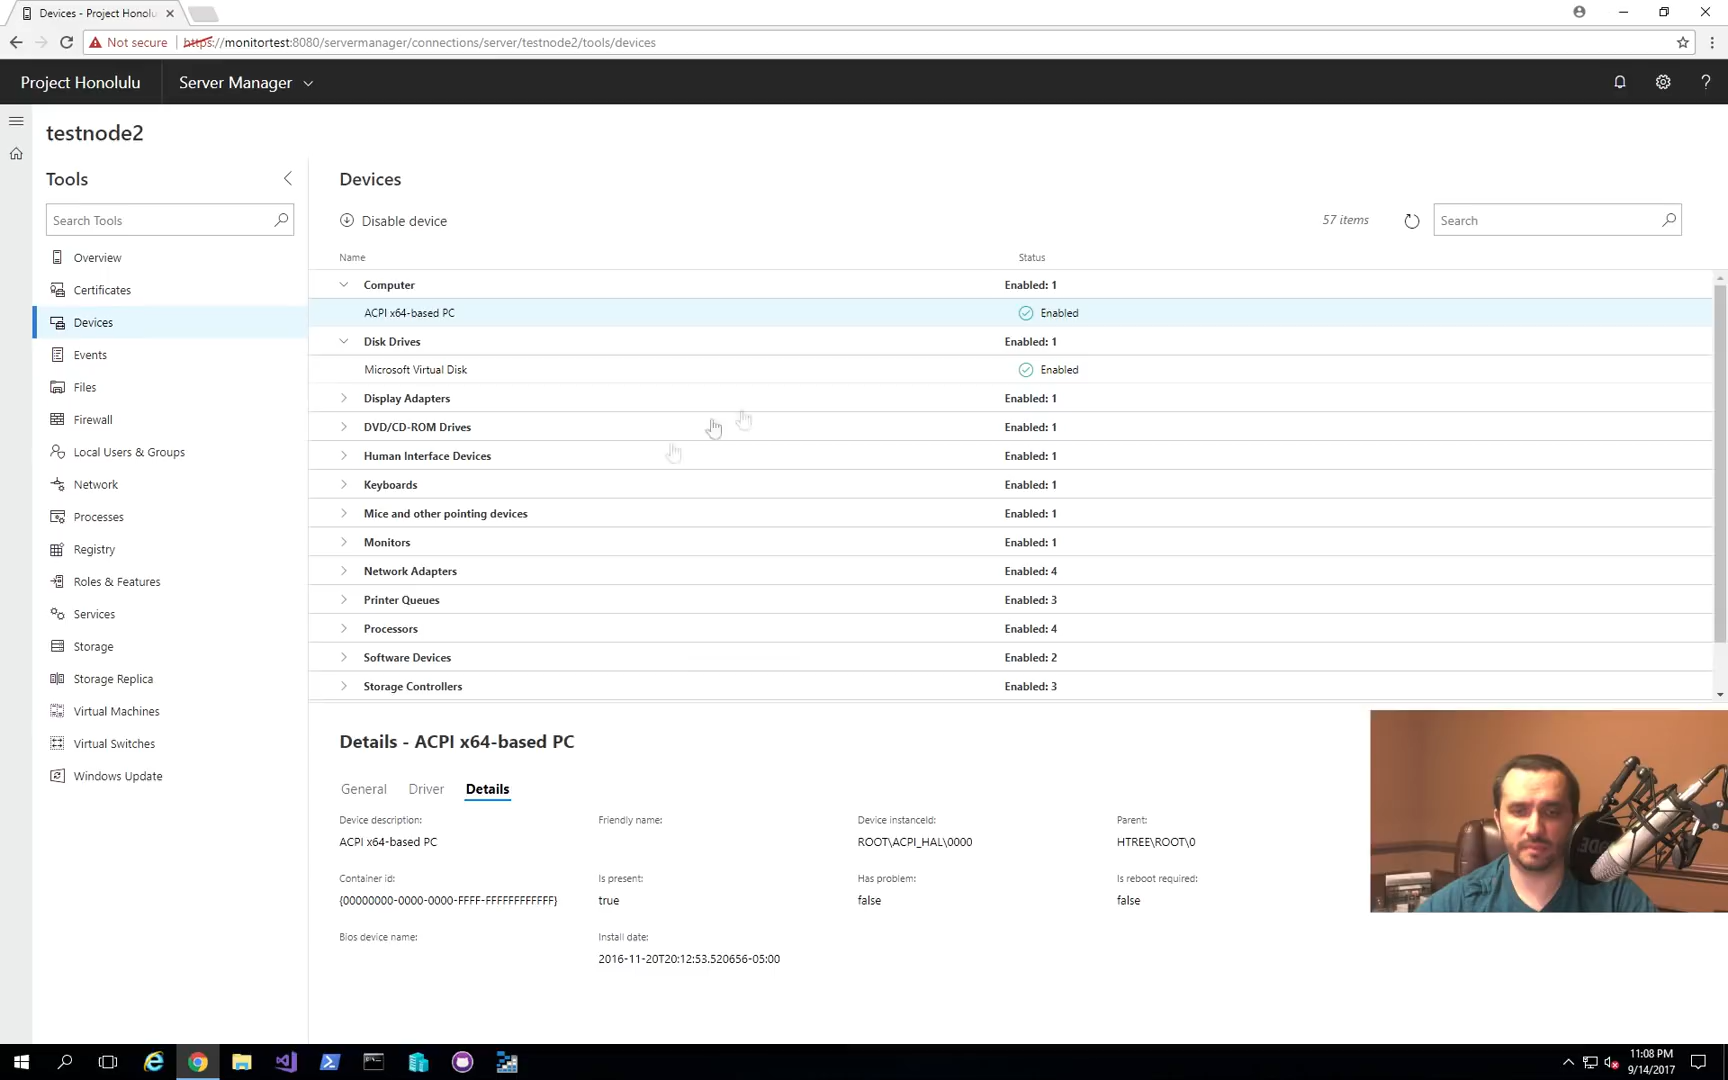 Devices - Project Honolu
Not secure
https://monitortest:8080/servermanager/connections/server/testnode2/tools/devices
Project Honolulu
Server Manager
?
testnode2
Tools
Search Tools
Overview
Certificates
Devices
Events
Files
Firewall
Local Users & Groups
Network
Processes
Registry
Roles & Features
Services
Storage
Storage Replica
Virtual Machines
Virtual Switches
Windows Update
Devices
Disable device
57 items
Search
Name Status
Computer Enabled: 1
ACPI x64-based PC Enabled
Disk Drives Enabled: 1
Microsoft Virtual Disk Enabled
Display Adapters Enabled: 1
DVD/CD-ROM Drives Enabled: 1
Human Interface Devices Enabled: 1
Keyboards Enabled: 1
Mice and other pointing devices Enabled: 1
Monitors Enabled: 1
Network Adapters Enabled: 4
Printer Queues Enabled: 3
Processors Enabled: 4
Software Devices Enabled: 2
Storage Controllers Enabled: 3
Details - ACPI x64-based PC
General Driver Details
Device description: Friendly name: Device instanceId: Parent:
ACPI x64-based PC ROOT\ACPI_HAL\0000 HTREE\ROOT\0
Container id: Is present: Has problem: Is reboot required:
{00000000-0000-0000-FFFF-FFFFFFFFFFFF} true false false
Bios device name: Install date:
2016-11-20T20:12:53.520656-05:00
RODE
11:08 PM
9/14/2017